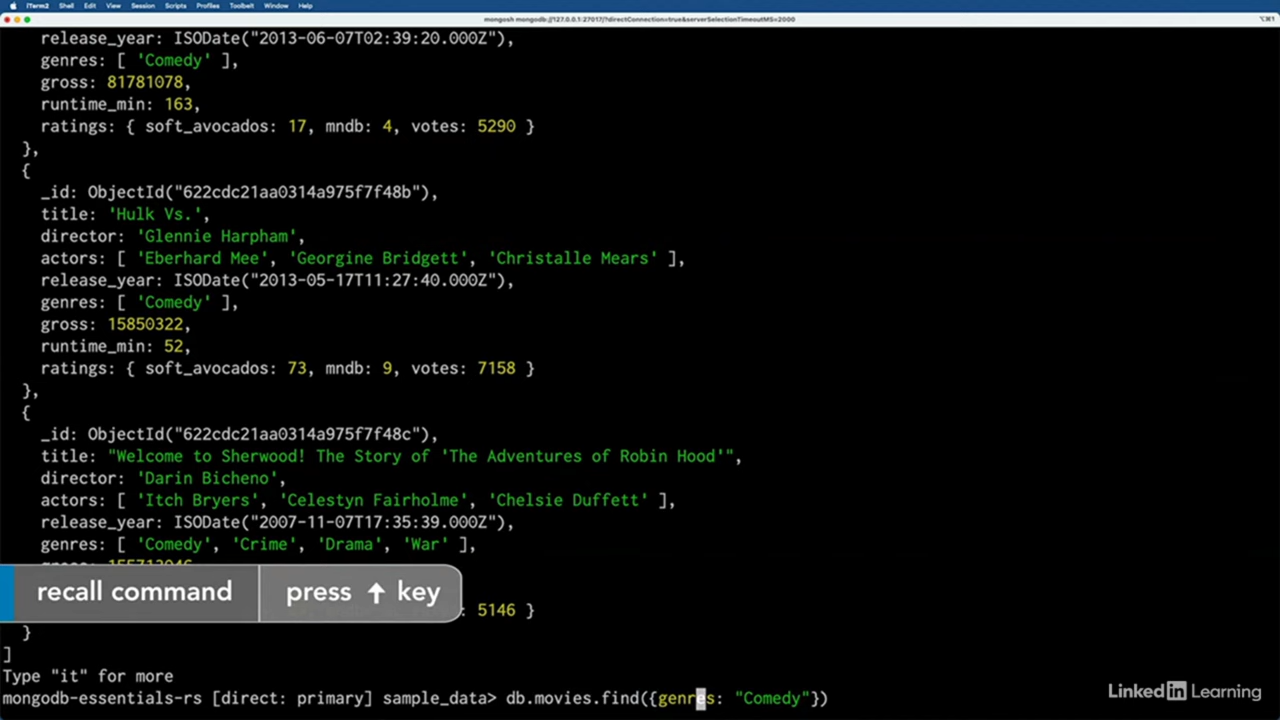 iTerm2 Shell Edit View Session Scripts Profiles Toolbelt Window Help
mongosh mongodb://127.0.0.1:27017/?directConnection=true&serverSelectionTimeoutMS=2000
release_year: ISODate("2013-06-07T02:39:20.000Z"),
genres: [ 'Comedy' ],
gross: 81781078,
runtime_min: 163,
ratings: { soft_avocados: 17, mndb: 4, votes: 5290 }
},
{
_id: ObjectId("622cdc21aa0314a975f7f48b"),
title: 'Hulk Vs.',
director: 'Glennie Harpham',
actors: [ 'Eberhard Mee', 'Georgine Bridgett', 'Christalle Mears' ],
release_year: ISODate("2013-05-17T11:27:40.000Z"),
genres: [ 'Comedy' ],
gross: 15850322,
runtime_min: 52,
ratings: { soft_avocados: 73, mndb: 9, votes: 7158 }
},
{
_id: ObjectId("622cdc21aa0314a975f7f48c"),
title: "Welcome to Sherwood! The Story of 'The Adventures of Robin Hood'",
director: 'Darin Bicheno',
actors: [ 'Itch Bryers', 'Celestyn Fairholme', 'Chelsie Duffett' ],
release_year: ISODate("2007-11-07T17:35:39.000Z"),
genres: [ 'Comedy', 'Crime', 'Drama', 'War' ],
recall command press ↑ key
: 5146 }
}
]
Type "it" for more
mongodb-essentials-rs [direct: primary] sample_data> db.movies.find({genres: "Comedy"})
LinkedIn Learning